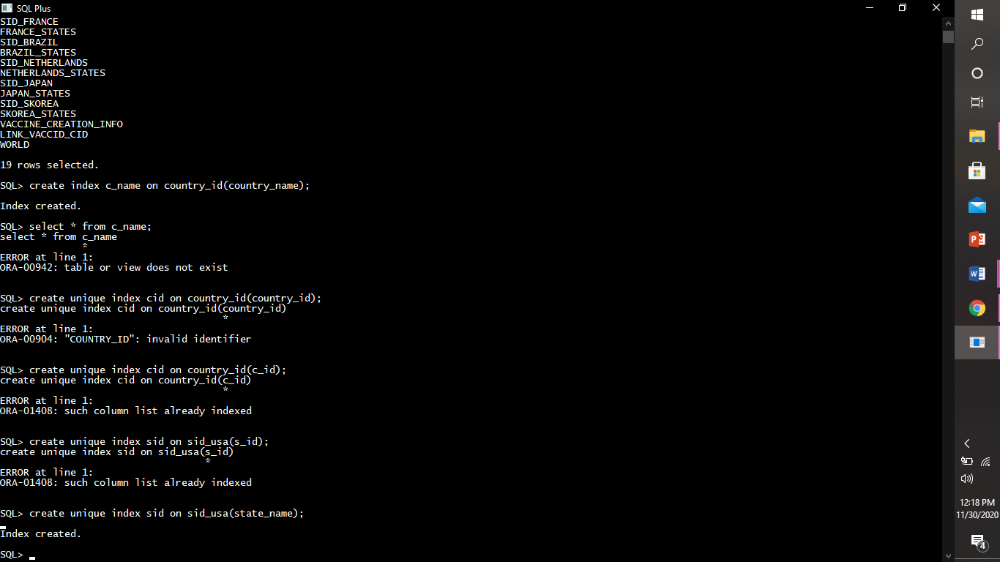 SQL Plus
SID_FRANCE
FRANCE_STATES
SID_BRAZIL
BRAZIL_STATES
SID_NETHERLANDS
NETHERLANDS_STATES
SID_JAPAN
JAPAN_STATES
SID_SKOREA
SKOREA_STATES
VACCINE_CREATION_INFO
LINK_VACCID_CID
WORLD
19 rows selected.
SQL> create index c_name on country_id(country_name);
Index created.
SQL> select * from c_name;
select * from c_name
*
ERROR at line 1:
ORA-00942: table or view does not exist
SQL> create unique index cid on country_id(country_id);
create unique index cid on country_id(country_id)
*
ERROR at line 1:
ORA-00904: "COUNTRY_ID": invalid identifier
SQL> create unique index cid on country_id(c_id);
create unique index cid on country_id(c_id)
*
ERROR at line 1:
ORA-01408: such column list already indexed
SQL> create unique index sid on sid_usa(s_id);
create unique index sid on sid_usa(s_id)
*
ERROR at line 1:
ORA-01408: such column list already indexed
SQL> create unique index sid on sid_usa(state_name);
Index created.
SQL>
P
W
12:18 PM
11/30/2020
4